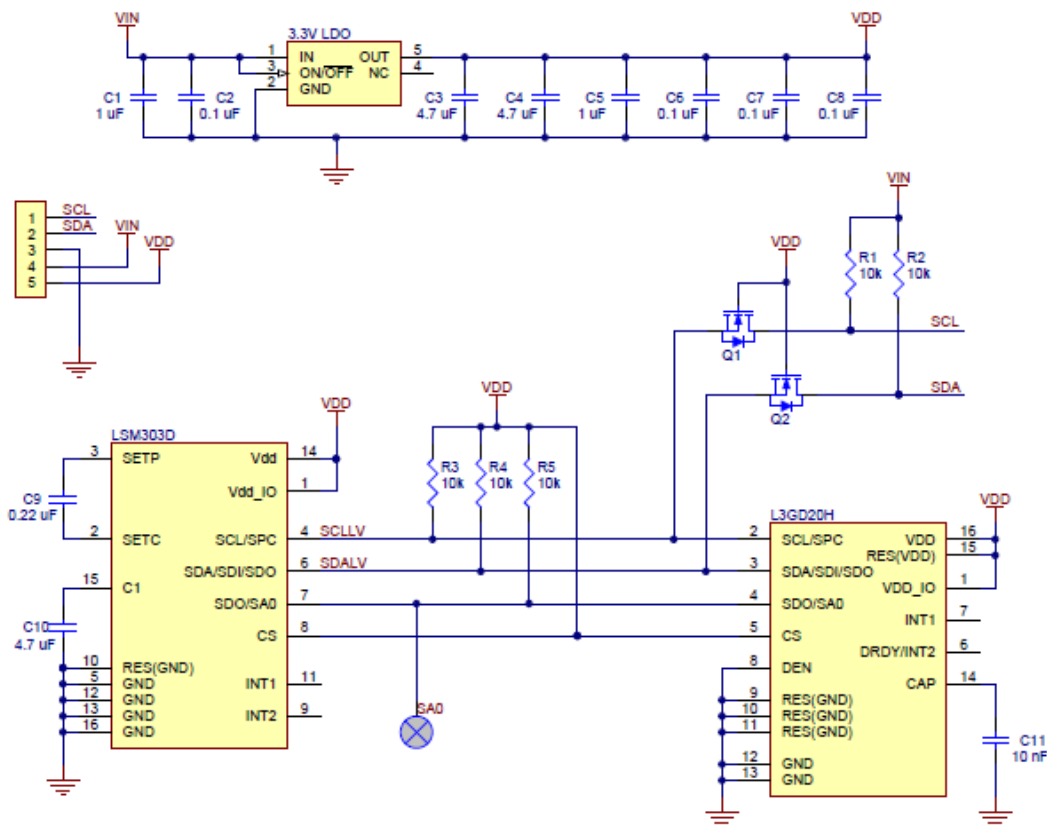 VIN
VDD
3.3V LDO
1 IN OUT 5
3 ON/OFF NC 4
2 GND
C1
1 uF
C2
0.1 uF
C3
4.7 uF
C4
4.7 uF
C5
1 uF
C6
0.1 uF
C7
0.1 uF
C8
0.1 uF
1 SCL
2 SDA
3
4
5
VIN
VDD
VIN
VDD
R1
10k
R2
10k
SCL
Q1
SDA
Q2
VDD
VDD
LSM303D
3 SETP
2 SETC
15 C1
10 RES(GND)
5 GND
12 GND
13 GND
16 GND
Vdd 14
Vdd_IO 1
SCL/SPC 4
SDA/SDI/SDO 6
SDO/SA0 7
CS 8
INT1 11
INT2 9
C9
0.22 uF
C10
4.7 uF
SCLLV
SDALV
R3
10k
R4
10k
R5
10k
SA0
VDD
L3GD20H
2 SCL/SPC
3 SDA/SDI/SDO
4 SDO/SA0
5 CS
8 DEN
9 RES(GND)
10 RES(GND)
11 RES(GND)
12 GND
13 GND
VDD 16
RES(VDD) 15
VDD_IO 1
INT1 7
DRDY/INT2 6
CAP 14
C11
10 nF